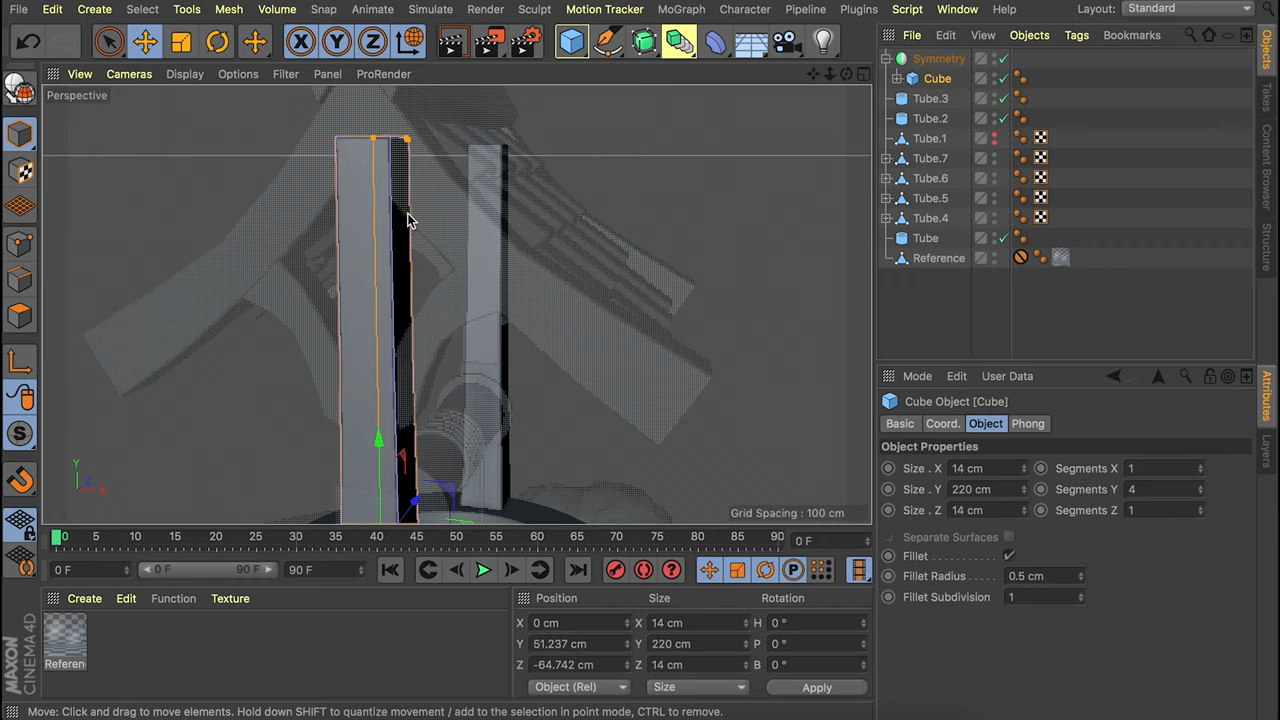 File Edit Create Select Tools Mesh Volume Snap Animate Simulate Render Sculpt Motion Tracker MoGraph Character Pipeline Plugins Script Window Help Layout: Standard
X Y Z
File Edit View Objects Tags Bookmarks
View Cameras Display Options Filter Panel ProRender
Perspective
Symmetry
Cube
Tube.3
Tube.2
Tube.1
Tube.7
Tube.6
Tube.5
Tube.4
Tube
Reference
Objects
Takes
Content Browser
Structure
Mode Edit User Data
Cube Object [Cube]
Basic Coord. Object Phong
Object Properties
Size . X 14 cm Segments X 1
Size . Y 220 cm Segments Y 4
Size . Z 14 cm Segments Z 1
Separate Surfaces
Fillet
Fillet Radius 0.5 cm
Fillet Subdivision 1
Attributes
Layers
S
Y
Z
X
Grid Spacing : 100 cm
0 5 10 15 20 25 30 35 40 45 50 55 60 65 70 75 80 85 90 0 F
0 F 0 F 90 F 90 F
P
Create Edit Function Texture
Position Size Rotation
Referen
X 0 cm X 14 cm H 0 °
Y 51.237 cm Y 220 cm P 0 °
Z -64.742 cm Z 14 cm B 0 °
Object (Rel) Size Apply
MAXON
CINEMA 4D
Move: Click and drag to move elements. Hold down SHIFT to quantize movement / add to the selection in point mode, CTRL to remove.